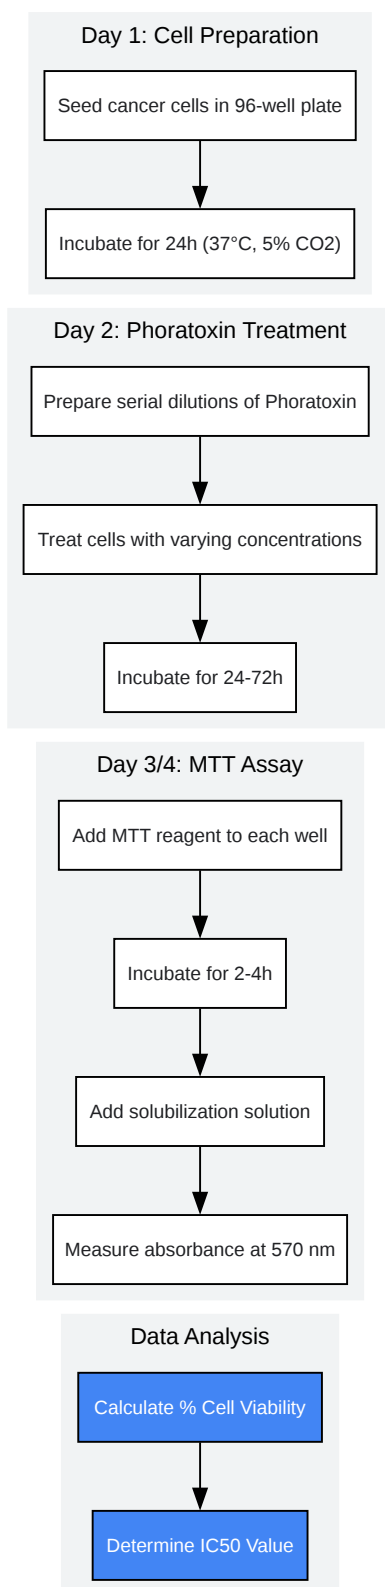 Day 1: Cell Preparation
Seed cancer cells in 96-well plate
Incubate for 24h (37°C, 5% CO2)
Day 2: Phoratoxin Treatment
Prepare serial dilutions of Phoratoxin
Treat cells with varying concentrations
Incubate for 24-72h
Day 3/4: MTT Assay
Add MTT reagent to each well
Incubate for 2-4h
Add solubilization solution
Measure absorbance at 570 nm
Data Analysis
Calculate % Cell Viability
Determine IC50 Value